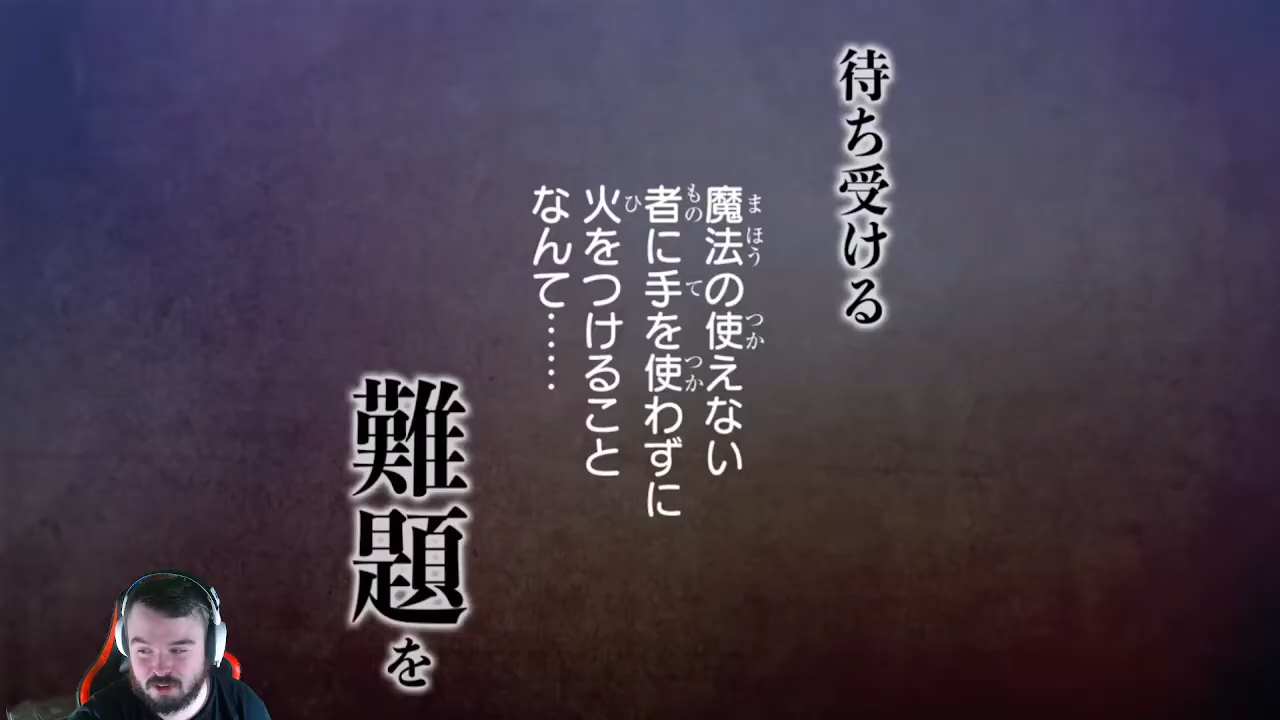 待ち受ける
魔法の使えない
者に手を使わずに
火をつけること
なんて……
難題を